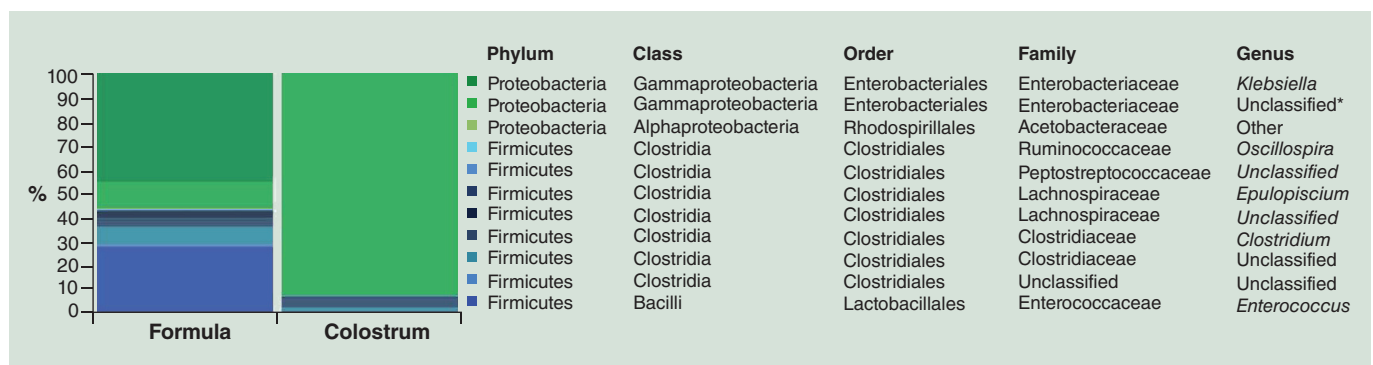 Phylum Class Order Family Genus
100 Proteobacteria Gammaproteobacteria Enterobacteriales Enterobacteriaceae Klebsiella
90 Proteobacteria Gammaproteobacteria Enterobacteriales Enterobacteriaceae Unclassified*
80 Proteobacteria Alphaproteobacteria Rhodospirillales Acetobacteraceae Other
70 Firmicutes Clostridia Clostridiales Ruminococcaceae Oscillospira
60 Firmicutes Clostridia Clostridiales Peptostreptococcaceae Unclassified
% 50 Firmicutes Clostridia Clostridiales Lachnospiraceae Epulopiscium
40 Firmicutes Clostridia Clostridiales Lachnospiraceae Unclassified
30 Firmicutes Clostridia Clostridiales Clostridiaceae Clostridium
20 Firmicutes Clostridia Clostridiales Clostridiaceae Unclassified
10 Firmicutes Clostridia Clostridiales Unclassified Unclassified
0 Firmicutes Bacilli Lactobacillales Enterococcaceae Enterococcus
Formula Colostrum